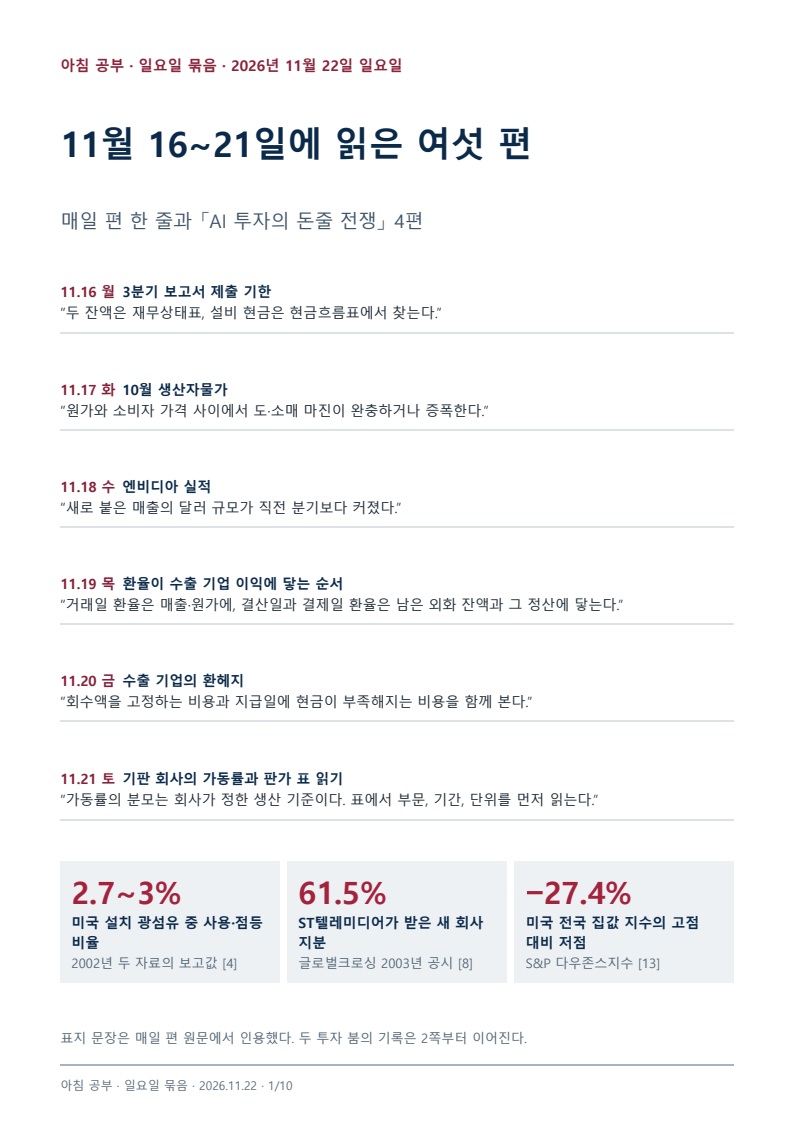 아침 공부 · 일요일 묶음 · 2026년 11월 22일 일요일
11월 16~21일에 읽은 여섯 편
매일 편 한 줄과 「AI 투자의 돈줄 전쟁」 4편
11.16 월 3분기 보고서 제출 기한
“두 잔액은 재무상태표, 설비 현금은 현금흐름표에서 찾는다.”
11.17 화 10월 생산자물가
“원가와 소비자 가격 사이에서 도·소매 마진이 완충하거나 증폭한다.”
11.18 수 엔비디아 실적
“새로 붙은 매출의 달러 규모가 직전 분기보다 커졌다.”
11.19 목 환율이 수출 기업 이익에 닿는 순서
“거래일 환율은 매출·원가에, 결산일과 결제일 환율은 남은 외화 잔액과 그 정산에 닿는다.”
11.20 금 수출 기업의 환헤지
“회수액을 고정하는 비용과 지급일에 현금이 부족해지는 비용을 함께 본다.”
11.21 토 기판 회사의 가동률과 판가 표 읽기
“가동률의 분모는 회사가 정한 생산 기준이다. 표에서 부문, 기간, 단위를 먼저 읽는다.”
2.7~3%
미국 설치 광섬유 중 사용·점등
비율
2002년 두 자료의 보고값 [4]
61.5%
ST텔레미디어가 받은 새 회사
지분
글로벌크로싱 2003년 공시 [8]
−27.4%
미국 전국 집값 지수의 고점
대비 저점
S&P 다우존스지수 [13]
표지 문장은 매일 편 원문에서 인용했다. 두 투자 붐의 기록은 2쪽부터 이어진다.
아침 공부 · 일요일 묶음 · 2026.11.22 · 1/10